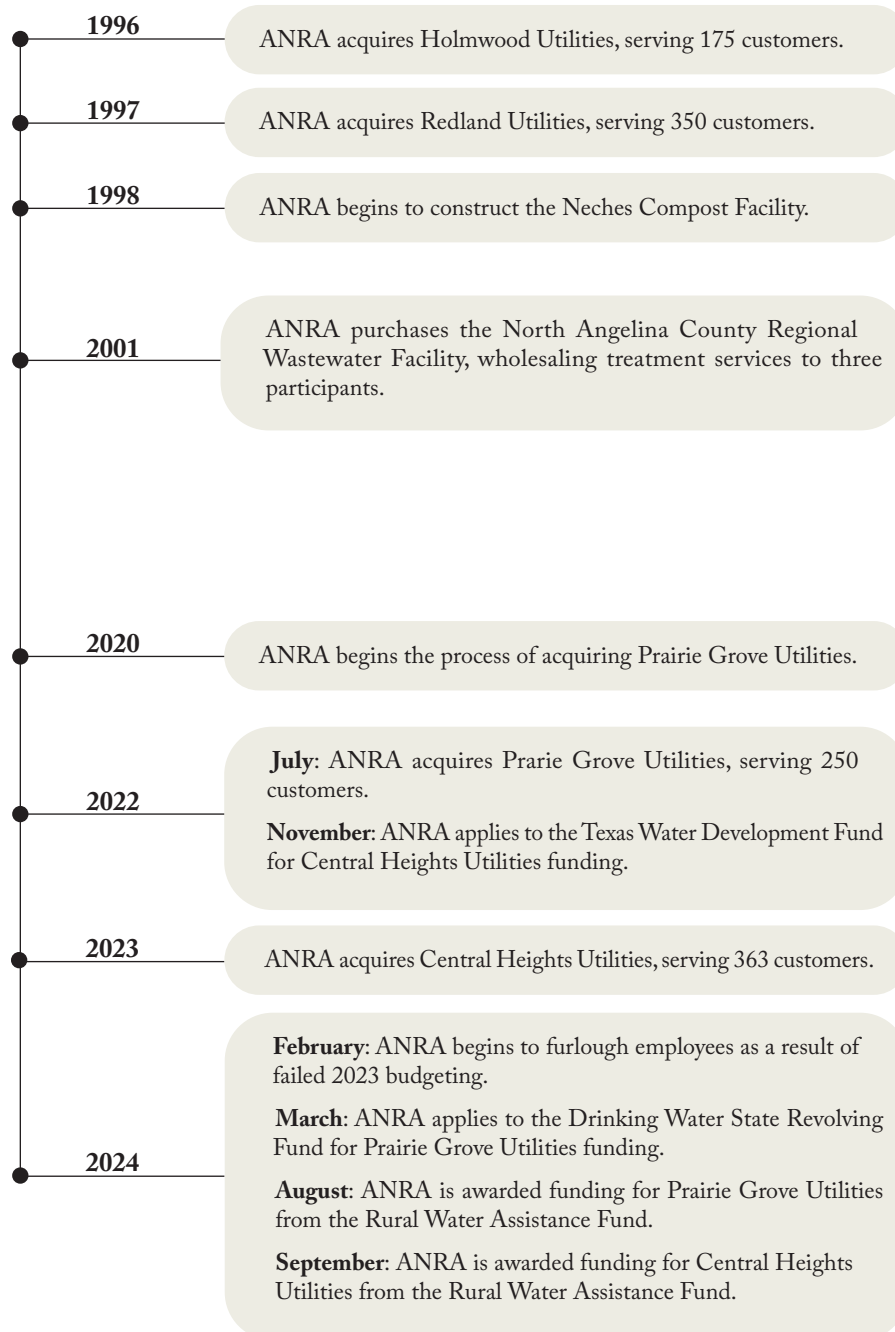 1996
ANRA acquires Holmwood Utilities, serving 175 customers.
1997
ANRA acquires Redland Utilities, serving 350 customers.
1998
ANRA begins to construct the Neches Compost Facility.
2001
ANRA purchases the North Angelina County Regional
Wastewater Facility, wholesaling treatment services to three
participants.
2020
ANRA begins the process of acquiring Prairie Grove Utilities.
2022
July: ANRA acquires Prarie Grove Utilities, serving 250
customers.
November: ANRA applies to the Texas Water Development Fund
for Central Heights Utilities funding.
2023
ANRA acquires Central Heights Utilities, serving 363 customers.
2024
February: ANRA begins to furlough employees as a result of
failed 2023 budgeting.
March: ANRA applies to the Drinking Water State Revolving
Fund for Prairie Grove Utilities funding.
August: ANRA is awarded funding for Prairie Grove Utilities
from the Rural Water Assistance Fund.
September: ANRA is awarded funding for Central Heights
Utilities from the Rural Water Assistance Fund.